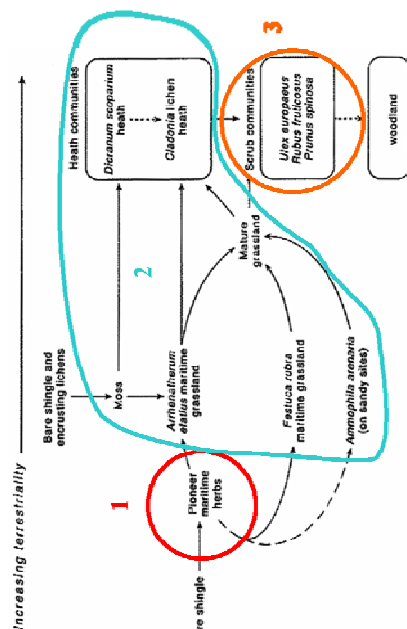 Increasing terrestriality
Bare shingle and
encrusting lichens
Heath communities
Dicranum scoparium
heath
Cladonia lichen
heath
Moss
1
2
3
Arrhenatherum
elatius maritime
grassland
Pioneer
maritime
herbs
re shingle
Mature
grassland
Scrub communities
Ulex europaeus
Rubus fruticosus
Prunus spinosa
Festuca rubra
maritime grassland
Ammophila arenaria
(on sandy sites)
woodland